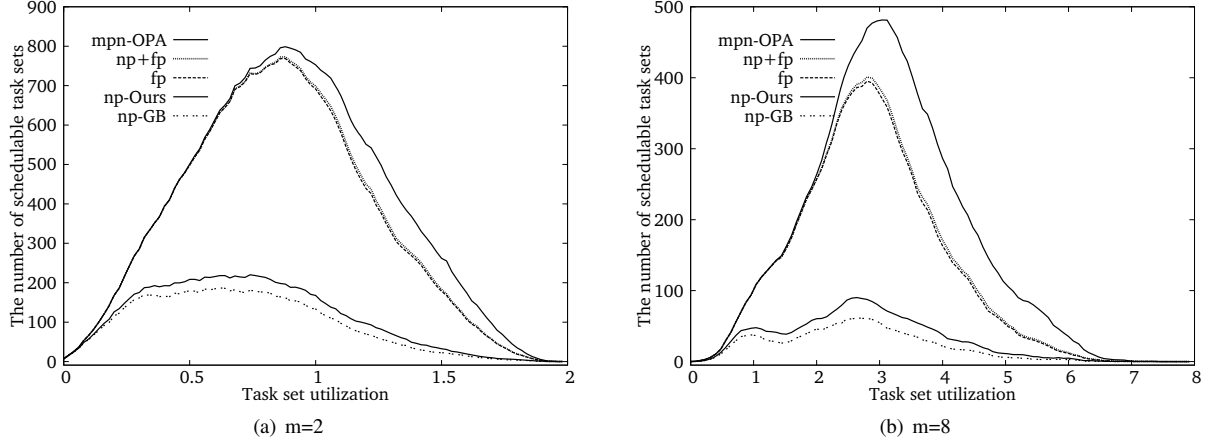 The number of schedulable task sets
900
800
700
600
500
400
300
200
100
0
mpn-OPA
np+fp
fp
np-Ours
np-GB
0
0.5
1
1.5
2
Task set utilization
(a) m=2
The number of schedulable task sets
500
400
300
200
100
0
mpn-OPA
np+fp
fp
np-Ours
np-GB
0
1
2
3
4
5
6
7
8
Task set utilization
(b) m=8